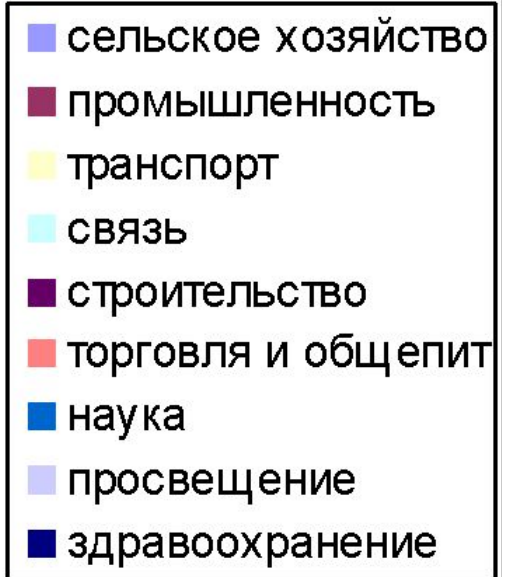 сельское хозяйство
промышленность
транспорт
связь
строительство
торговля и общепит
наука
просвещение
здравоохранение